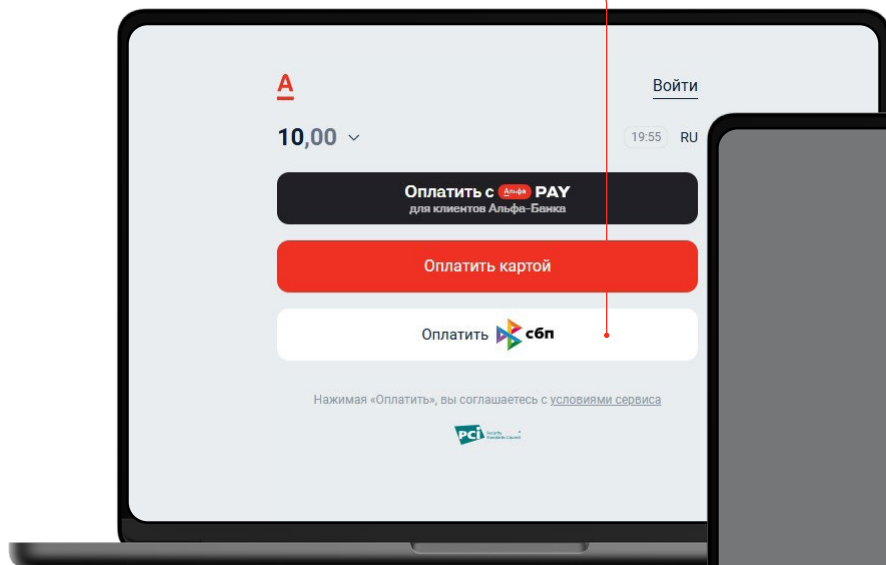 А
Войти
10,00
19:55 RU
Оплатить с Альфа PAY
для клиентов Альфа-Банка
Оплатить картой
Оплатить сбп
Нажимая «Оплатить», вы соглашаетесь с условиями сервиса
PCI